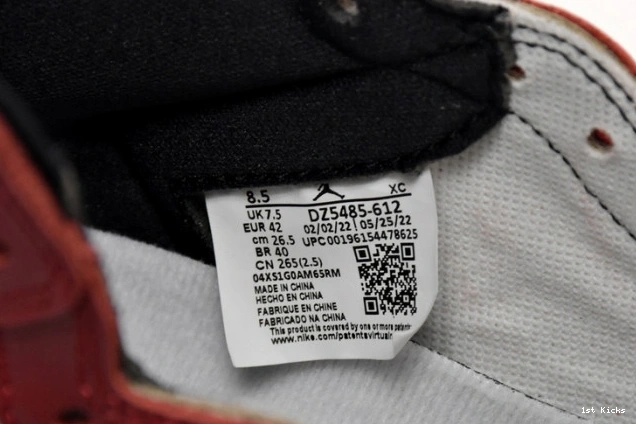 8.5 XC
UK7.5 DZ5485-612
EUR 42 02/02/22 05/25/22
cm 26.5 UPC00196154478625
BR 40
CN 265(2.5)
04XS1G0AM65RM
MADE IN CHINA
HECHO EN CHINA
FABRIQUE EN CHINE
FABRICADO NA CHINA
This product is covered by one or more patents
www.nike.com/patentsvirtual
1st Kicks